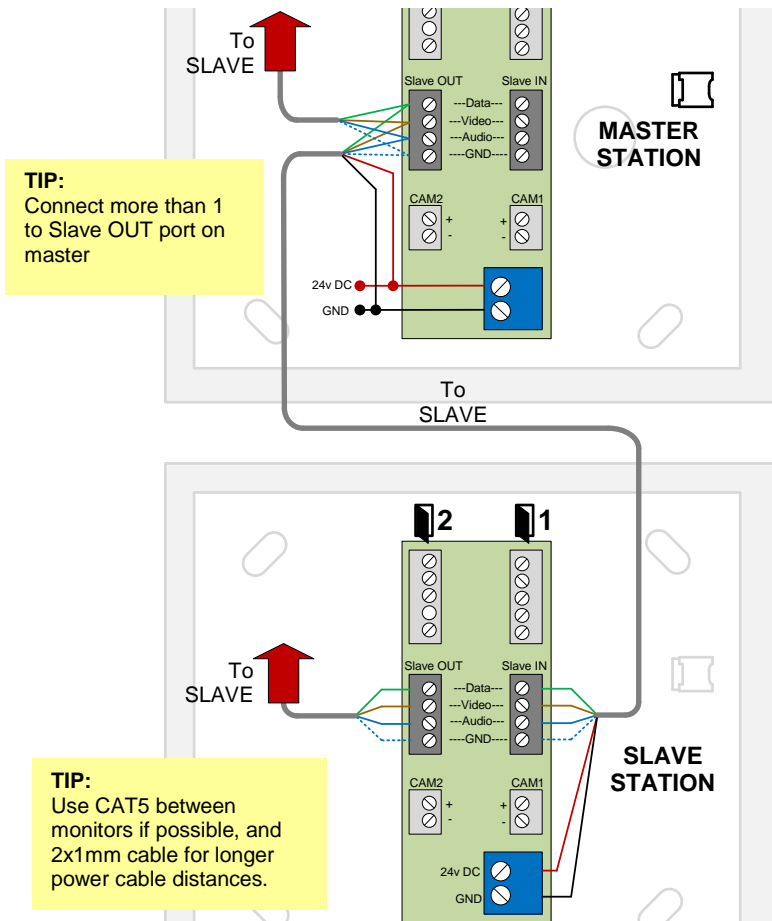 To
SLAVE
Slave OUT
Slave IN
---Data---
---Video---
---Audio---
----GND----
MASTER
STATION
TIP:
Connect more than 1
to Slave OUT port on
master
CAM2
CAM1
+
+
-
-
24v DC
GND
To
SLAVE
2
1
Slave OUT
Slave IN
---Data---
---Video---
---Audio---
----GND----
To
SLAVE
SLAVE
STATION
TIP:
Use CAT5 between
monitors if possible, and
2x1mm cable for longer
power cable distances.
CAM2
CAM1
+
+
-
-
24v DC
GND